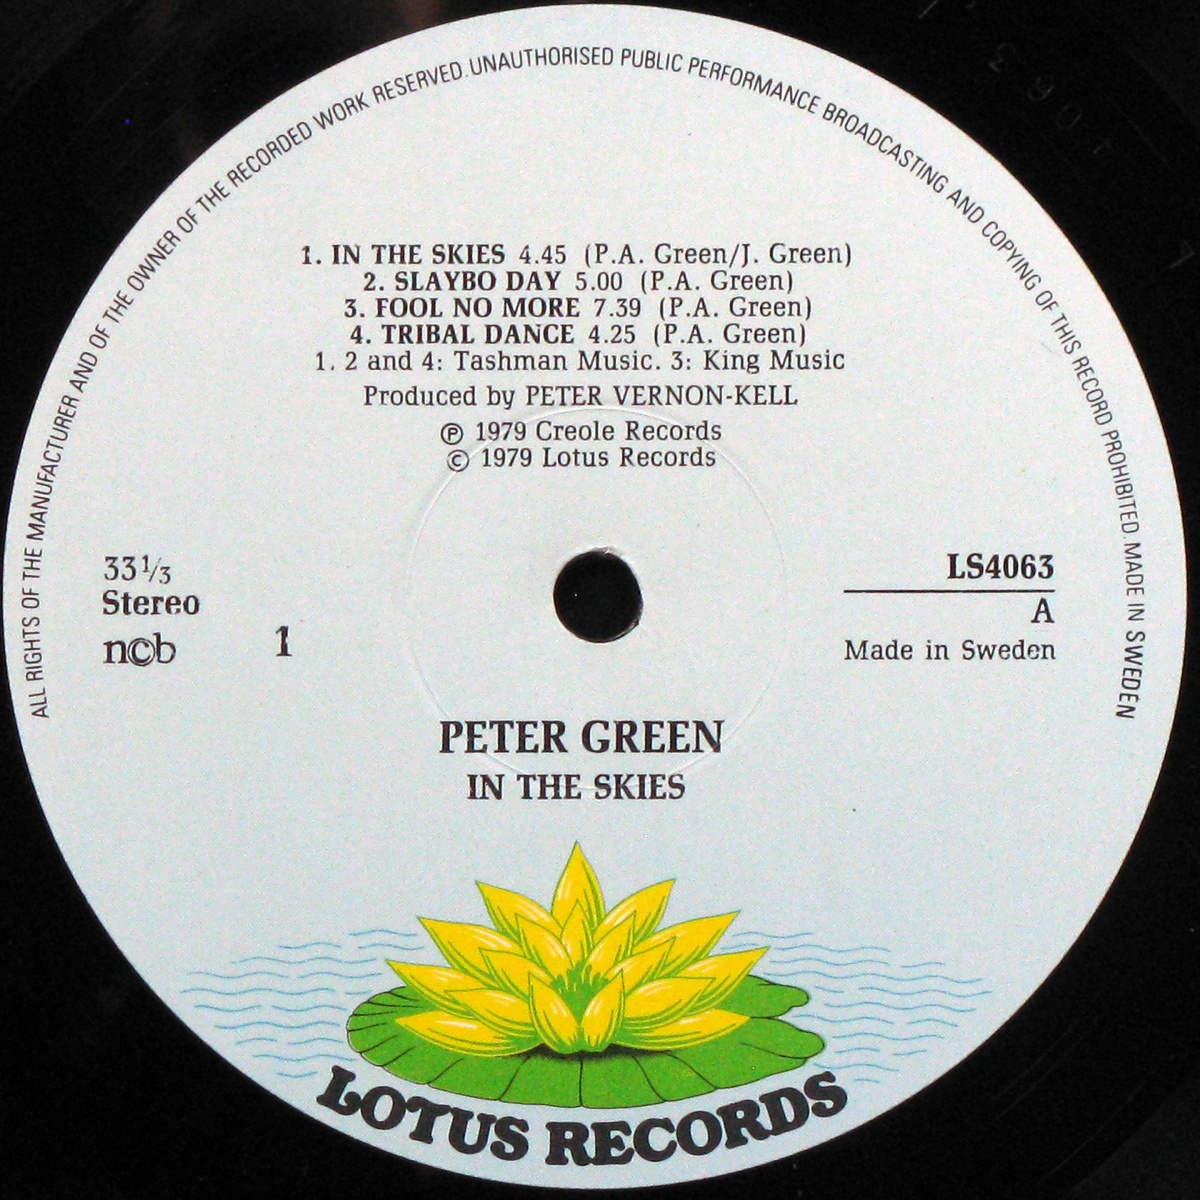 ALL RIGHTS OF THE MANUFACTURER AND OF THE OWNER OF THE RECORDED WORK RESERVED. UNAUTHORISED PUBLIC PERFORMANCE BROADCASTING AND COPYING OF THIS RECORD PROHIBITED. MADE IN SWEDEN
1. IN THE SKIES 4.45 (P.A. Green/J. Green)
2. SLAYBO DAY 5.00 (P.A. Green)
3. FOOL NO MORE 7.39 (P.A. Green)
4. TRIBAL DANCE 4.25 (P.A. Green)
1, 2 and 4: Tashman Music. 3: King Music
Produced by PETER VERNON-KELL
℗ 1979 Creole Records
© 1979 Lotus Records
33 1/3
Stereo
n©b
1
LS4063
A
Made in Sweden
PETER GREEN
IN THE SKIES
LOTUS RECORDS